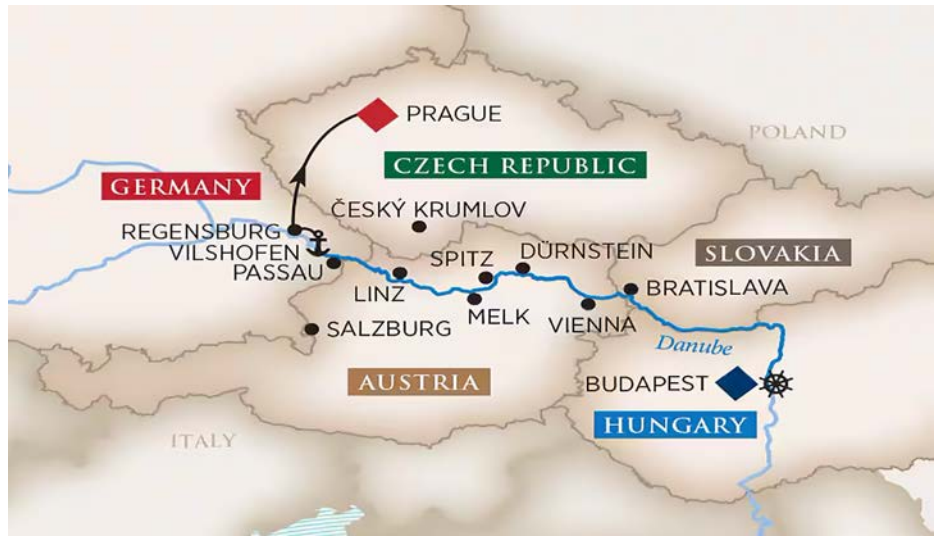 PRAGUE
POLAND
CZECH REPUBLIC
GERMANY
ČESKÝ KRUMLOV
REGENSBURG
VILSHOFEN
PASSAU
DÜRNSTEIN
SPITZ
SLOVAKIA
LINZ
BRATISLAVA
MELK
VIENNA
SALZBURG
Danube
AUSTRIA
BUDAPEST
HUNGARY
ITALY